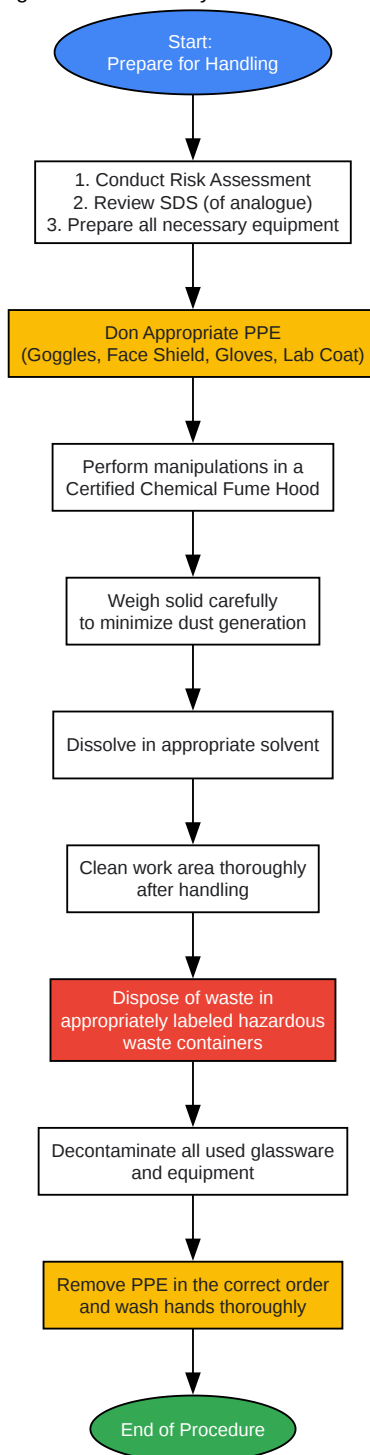 Start:
Prepare for Handling
1. Conduct Risk Assessment
2. Review SDS (of analogue)
3. Prepare all necessary equipment
Don Appropriate PPE
(Goggles, Face Shield, Gloves, Lab Coat)
Perform manipulations in a
Certified Chemical Fume Hood
Weigh solid carefully
to minimize dust generation
Dissolve in appropriate solvent
Clean work area thoroughly
after handling
Dispose of waste in
appropriately labeled hazardous
waste containers
Decontaminate all used glassware
and equipment
Remove PPE in the correct order
and wash hands thoroughly
End of Procedure